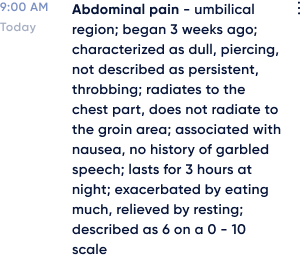 9:00 AM
Today
Abdominal pain - umbilical
region; began 3 weeks ago;
characterized as dull, piercing,
not described as persistent,
throbbing; radiates to the
chest part, does not radiate to
the groin area; associated with
nausea, no history of garbled
speech; lasts for 3 hours at
night; exacerbated by eating
much, relieved by resting;
described as 6 on a 0 - 10
scale